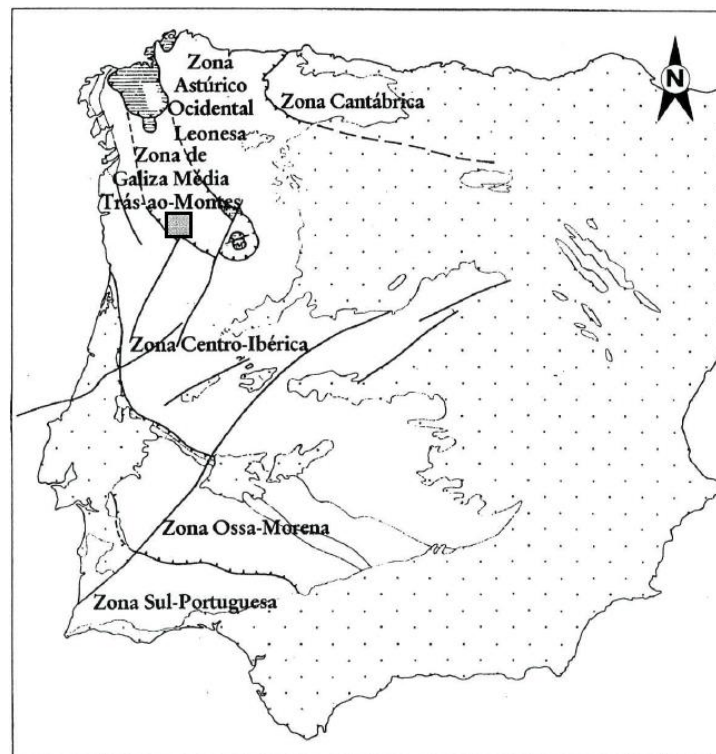 Zona
Astúrico
Ocidental
Leonesa
Zona Cantábrica
N
Zona de
Galiza Média
Trás-ao-Montes
Zona Centro-Ibérica
Zona Ossa-Morena
Zona Sul-Portuguesa